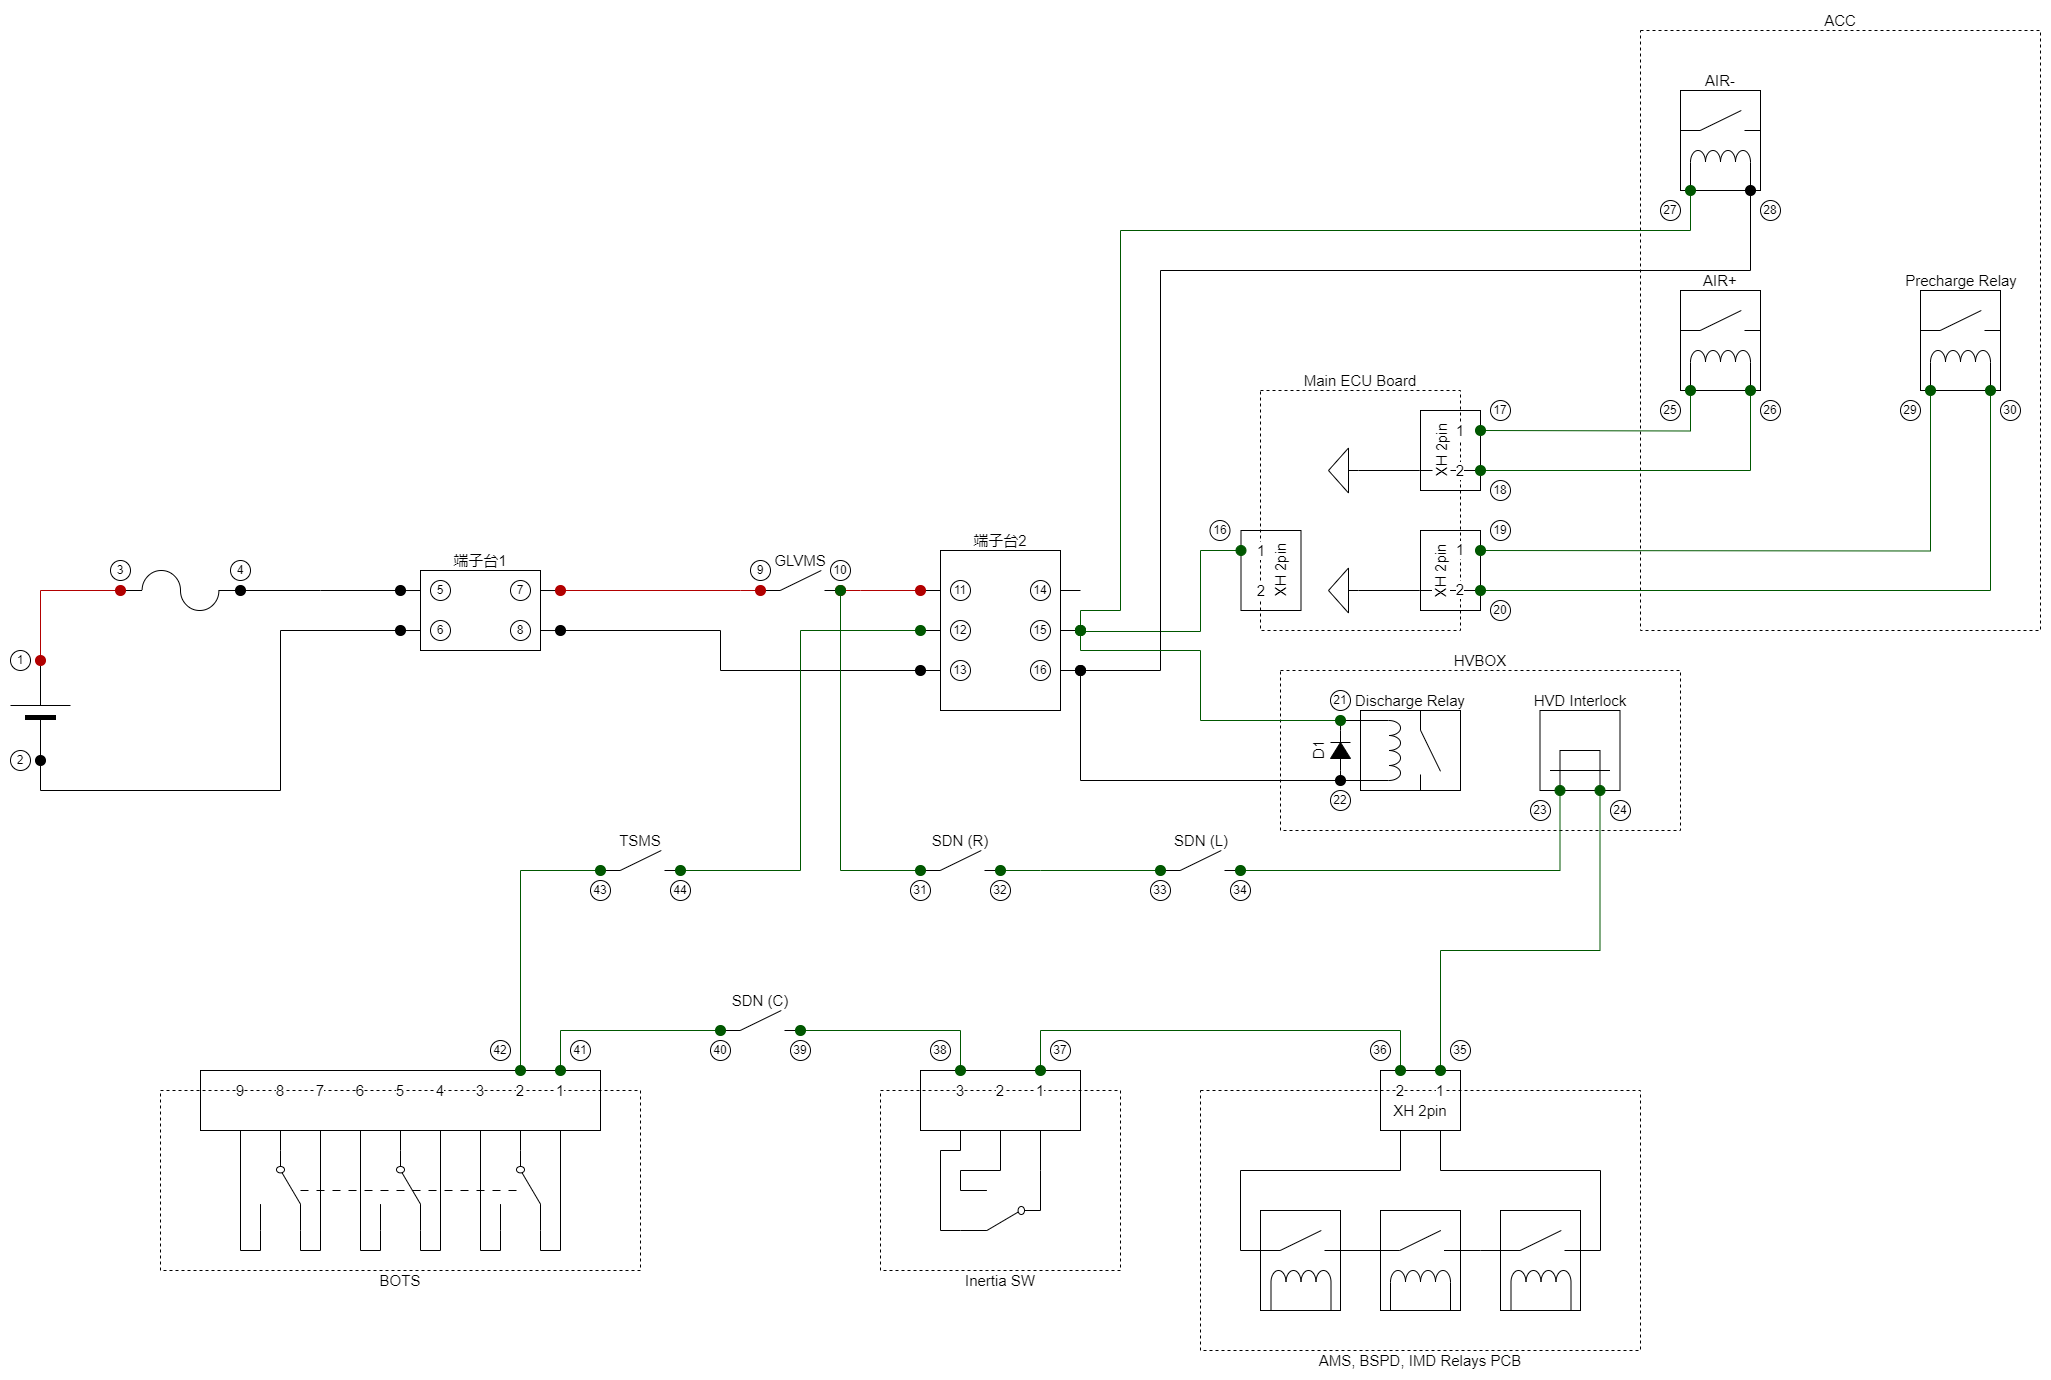 ACC
AIR-
27
28
AIR+
Precharge Relay
25
26
29
30
Main ECU Board
17
1
XH 2pin
2
18
16
1
XH 2pin
2
19
1
XH 2pin
2
20
3
4
端子台1
5
7
6
8
9
GLVMS
10
端子台2
11
14
12
15
13
16
1
2
HVBOX
21
Discharge Relay
HVD Interlock
D1
22
23
24
TSMS
43
44
SDN (R)
31
32
SDN (L)
33
34
SDN (C)
40
39
42
41
9 8 7 6 5 4 3 2 1
BOTS
38
37
3 2 1
Inertia SW
36
35
2 1
XH 2pin
AMS, BSPD, IMD Relays PCB